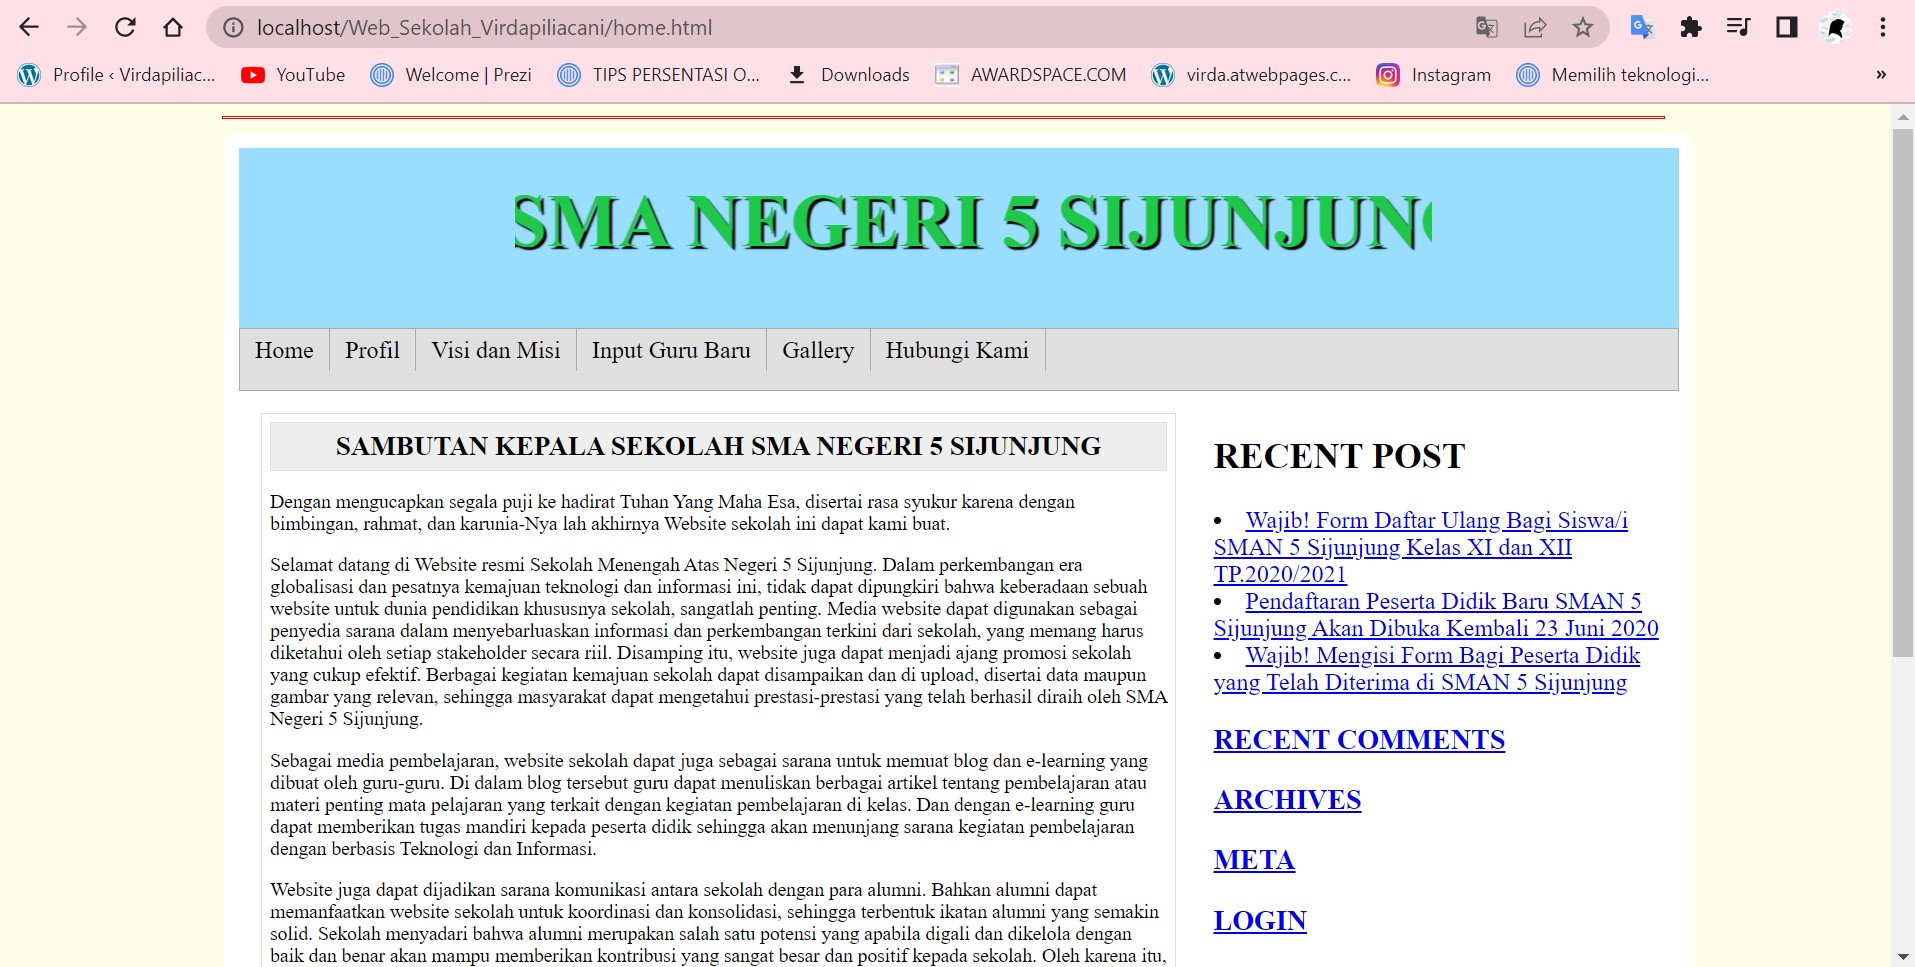 localhost/Web_Sekolah_Virdapiliacani/home.html
Profile ‹ Virdapiliac... YouTube Welcome | Prezi TIPS PERSENTASI O... Downloads AWARDSPACE.COM virda.atwebpages.c... Instagram Memilih teknologi... »
SMA NEGERI 5 SIJUNJUNG
Home Profil Visi dan Misi Input Guru Baru Gallery Hubungi Kami
SAMBUTAN KEPALA SEKOLAH SMA NEGERI 5 SIJUNJUNG
Dengan mengucapkan segala puji ke hadirat Tuhan Yang Maha Esa, disertai rasa syukur karena dengan
bimbingan, rahmat, dan karunia-Nya lah akhirnya Website sekolah ini dapat kami buat.
Selamat datang di Website resmi Sekolah Menengah Atas Negeri 5 Sijunjung. Dalam perkembangan era
globalisasi dan pesatnya kemajuan teknologi dan informasi ini, tidak dapat dipungkiri bahwa keberadaan sebuah
website untuk dunia pendidikan khususnya sekolah, sangatlah penting. Media website dapat digunakan sebagai
penyedia sarana dalam menyebarluaskan informasi dan perkembangan terkini dari sekolah, yang memang harus
diketahui oleh setiap stakeholder secara riil. Disamping itu, website juga dapat menjadi ajang promosi sekolah
yang cukup efektif. Berbagai kegiatan kemajuan sekolah dapat disampaikan dan di upload, disertai data maupun
gambar yang relevan, sehingga masyarakat dapat mengetahui prestasi-prestasi yang telah berhasil diraih oleh SMA
Negeri 5 Sijunjung.
Sebagai media pembelajaran, website sekolah dapat juga sebagai sarana untuk memuat blog dan e-learning yang
dibuat oleh guru-guru. Di dalam blog tersebut guru dapat menuliskan berbagai artikel tentang pembelajaran atau
materi penting mata pelajaran yang terkait dengan kegiatan pembelajaran di kelas. Dan dengan e-learning guru
dapat memberikan tugas mandiri kepada peserta didik sehingga akan menunjang sarana kegiatan pembelajaran
dengan berbasis Teknologi dan Informasi.
Website juga dapat dijadikan sarana komunikasi antara sekolah dengan para alumni. Bahkan alumni dapat
memanfaatkan website sekolah untuk koordinasi dan konsolidasi, sehingga terbentuk ikatan alumni yang semakin
solid. Sekolah menyadari bahwa alumni merupakan salah satu potensi yang apabila digali dan dikelola dengan
baik dan benar akan mampu memberikan kontribusi yang sangat besar dan positif kepada sekolah. Oleh karena itu,
RECENT POST
• Wajib! Form Daftar Ulang Bagi Siswa/i
SMAN 5 Sijunjung Kelas XI dan XII
TP.2020/2021
• Pendaftaran Peserta Didik Baru SMAN 5
Sijunjung Akan Dibuka Kembali 23 Juni 2020
• Wajib! Mengisi Form Bagi Peserta Didik
yang Telah Diterima di SMAN 5 Sijunjung
RECENT COMMENTS
ARCHIVES
META
LOGIN